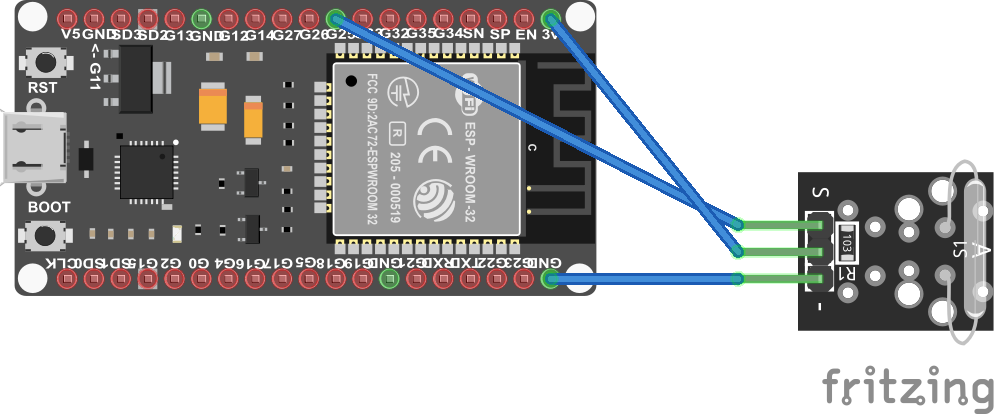 V5 GND SD3 SD2 G13 GND G12 G14 G27 G26 G25 G33 G32 G35 G34 SN SP EN 3V
<- G11
RST
FCC 9D:2AC72-ESPWROOM 32
R
205 - 000519
CE
WiFi
ESP - WROOM -32
C
BOOT
CLK SD0 SD1 G15 G2 G0 G4 G16 G17 G5 G18 G19 GND G21 RXD TXD G22 G23 GND
S
103
R1
S1
A
-
fritzing